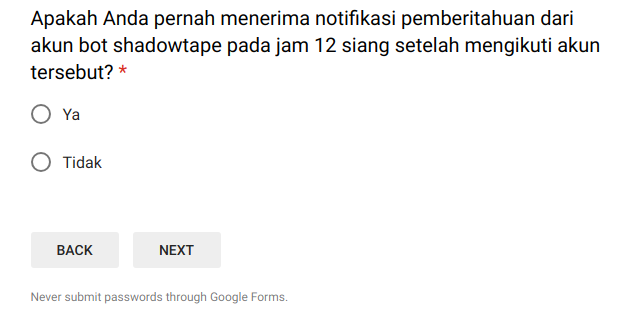 Apakah Anda pernah menerima notifikasi pemberitahuan dari
akun bot shadowtape pada jam 12 siang setelah mengikuti akun
tersebut? *
Ya
Tidak
BACK NEXT
Never submit passwords through Google Forms.